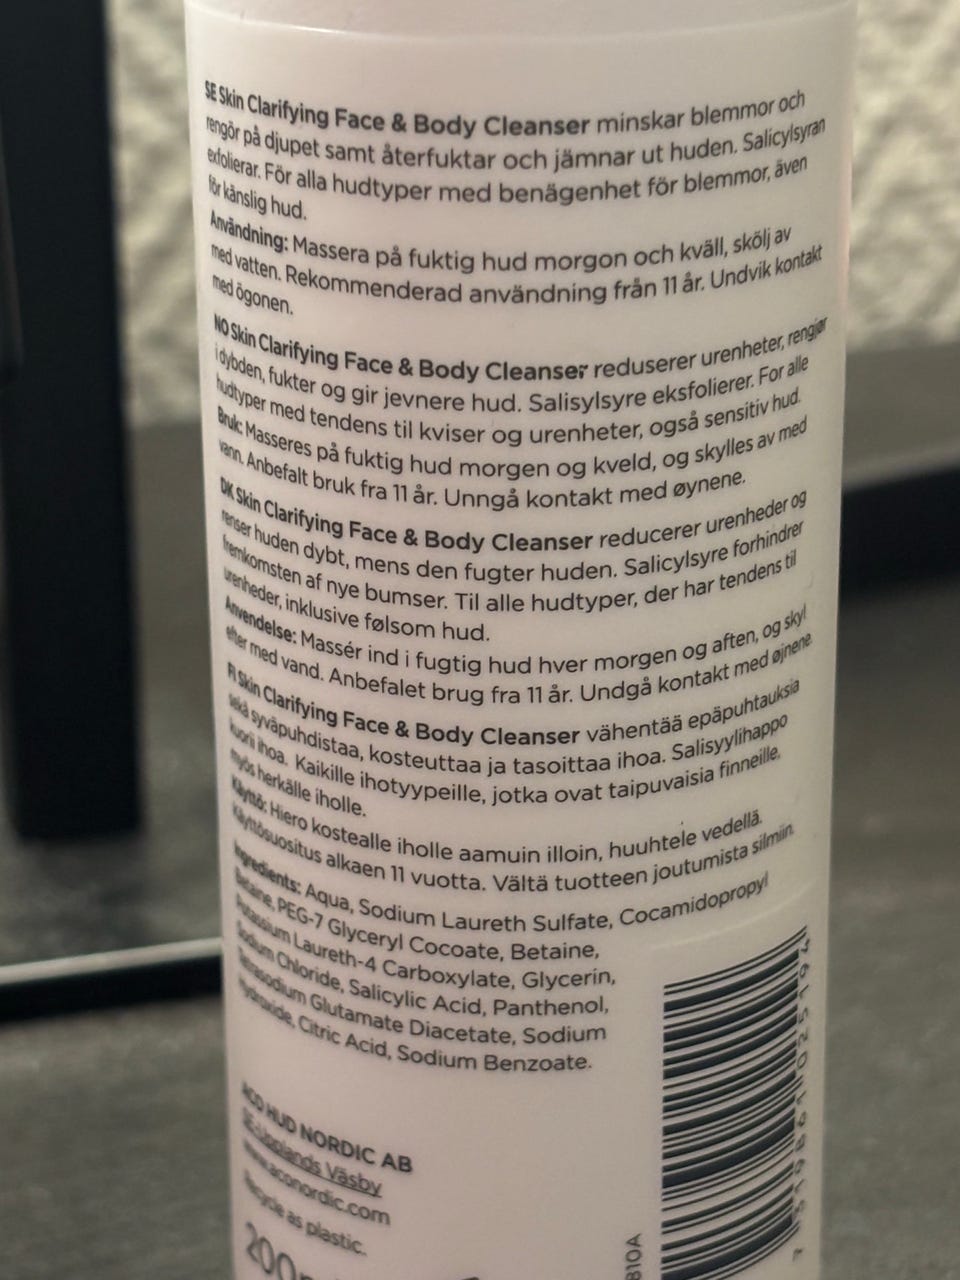 SE Skin Clarifying Face & Body Cleanser minskar blemmor och
rengör på djupet samt återfuktar och jämnar ut huden. Salicylsyran
exfolierar. För alla hudtyper med benägenhet för blemmor, även
för känslig hud.
Användning: Massera på fuktig hud morgon och kväll, skölj av
med vatten. Rekommenderad användning från 11 år. Undvik kontakt
med ögonen.
NO Skin Clarifying Face & Body Cleanser reduserer urenheter, rengjør
i dybden, fukter og gir jevnere hud. Salisylsyre eksfolierer. For alle
hudtyper med tendens til kviser og urenheter, også sensitiv hud.
Bruk: Masseres på fuktig hud morgen og kveld, og skylles av med
vann. Anbefalt bruk fra 11 år. Unngå kontakt med øynene.
DK Skin Clarifying Face & Body Cleanser reducerer urenheder og
renser huden dybt, mens den fugter huden. Salicylsyre forhindrer
fremkomsten af nye bumser. Til alle hudtyper, der har tendens til
urenheder, inklusive følsom hud.
Anvendelse: Massér ind i fugtig hud hver morgen og aften, og skyl
efter med vand. Anbefalet brug fra 11 år. Undgå kontakt med øjnene
FI Skin Clarifying Face & Body Cleanser vähentää epäpuhtauksia
sekä syväpuhdistaa, kosteuttaa ja tasoittaa ihoa. Salisyylihappo
kuorii ihoa. Kaikille ihotyypeille, jotka ovat taipuvaisia finneille,
myös herkälle iholle.
Käyttö: Hiero kostealle iholle aamuin illoin, huuhtele vedellä.
Käyttösuositus alkaen 11 vuotta. Vältä tuotteen joutumista silmiin.
Ingredients: Aqua, Sodium Laureth Sulfate, Cocamidopropyl
Betaine, PEG-7 Glyceryl Cocoate, Betaine,
Potassium Laureth-4 Carboxylate, Glycerin,
Sodium Chloride, Salicylic Acid, Panthenol,
Tetrasodium Glutamate Diacetate, Sodium
Hydroxide, Citric Acid, Sodium Benzoate.
ACO HUD NORDIC AB
SE-Upplands Väsby
www.aconordic.com
Recycle as plastic.
810A